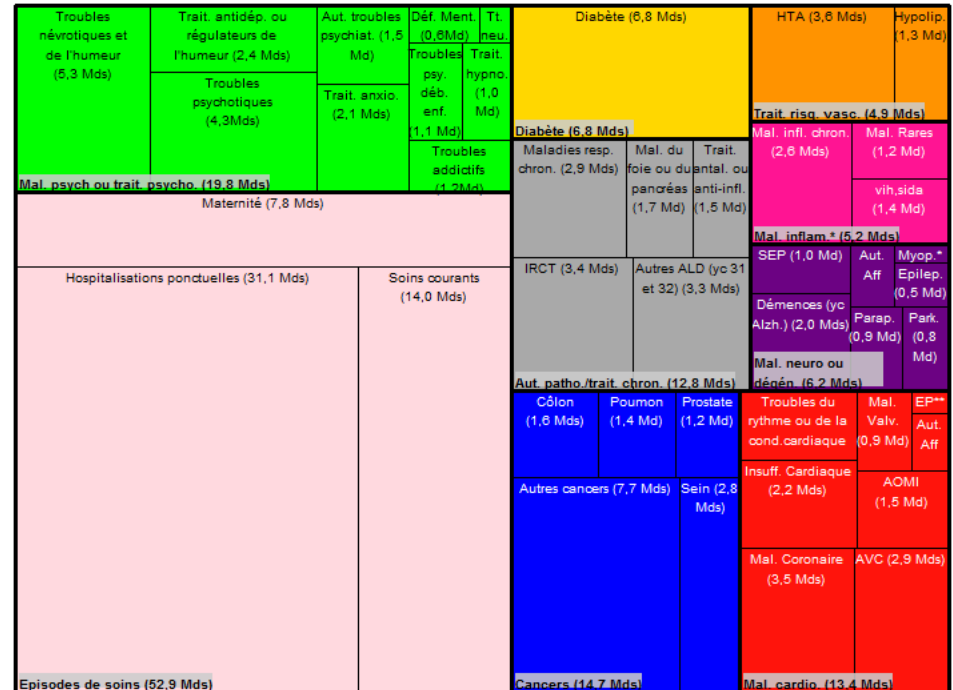 Troubles
névrotiques et
de l'humeur
(5,3 Mds)
Trait. antidép. ou
régulateurs de
l'humeur (2,4 Mds)
Troubles
psychotiques
(4,3Mds)
Aut. troubles
psychiat. (1,5
Md)
Trait. anxio.
(2,1 Mds)
Déf. Ment.
(0,6Md)
Tt.
neu.
Troubles
psy.
déb.
enf.
(1,1 Md)
Trait.
hypno.
(1,0
Md)
Troubles
addictifs
(1,2Md)
Mal. psych ou trait. psycho. (19,8 Mds)
Maternité (7,8 Mds)
Hospitalisations ponctuelles (31,1 Mds)
Soins courants
(14,0 Mds)
Episodes de soins (52,9 Mds)
Diabète (6,8 Mds)
Diabète (6,8 Mds)
Maladies resp.
chron. (2,9 Mds)
Mal. du
foie ou du
pancréas
(1,7 Md)
Trait.
antal. ou
anti-infl.
(1,5 Md)
IRCT (3,4 Mds)
Autres ALD (yc 31
et 32) (3,3 Mds)
Aut. patho./trait. chron. (12,8 Mds)
HTA (3,6 Mds)
Hypolip.
(1,3 Md)
Trait. risq. vasc. (4,9 Mds)
Mal. infl. chron.
(2,6 Mds)
Mal. Rares
(1,2 Md)
vih,sida
(1,4 Md)
Mal. inflam.* (5,2 Mds)
SEP (1,0 Md)
Aut.
Aff
Myop.*
Epilep.
(0,5 Md)
Démences (yc
Alzh.) (2,0 Mds)
Parap.
(0,9 Md)
Park.
(0,8
Md)
Mal. neuro ou
dégén. (6,2 Mds)
Côlon
(1,6 Mds)
Poumon
(1,4 Md)
Prostate
(1,2 Md)
Autres cancers (7,7 Mds)
Sein (2,8
Mds)
Cancers (14,7 Mds)
Troubles du
rythme ou de la
cond.cardiaque
Mal.
Valv.
(0,9 Md)
EP**
Aut.
Aff
Insuff. Cardiaque
(2,2 Mds)
AOMI
(1,5 Md)
Mal. Coronaire
(3,5 Mds)
AVC (2,9 Mds)
Mal. cardio. (13,4 Mds)